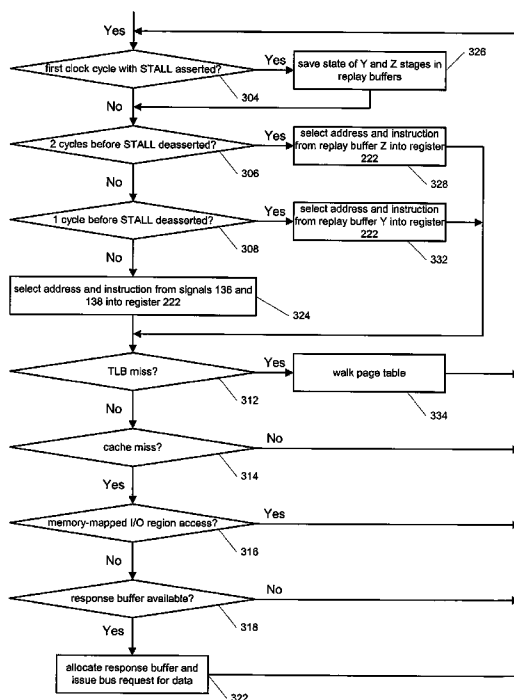 Yes
first clock cycle with STALL asserted?
304
Yes
save state of Y and Z stages in
replay buffers
326
No
2 cycles before STALL deasserted?
306
Yes
select address and instruction
from replay buffer Z into register
222
328
No
1 cycle before STALL deasserted?
308
Yes
select address and instruction
from replay buffer Y into register
222
332
No
select address and instruction from signals 136 and
138 into register 222
324
TLB miss?
312
Yes
walk page table
334
No
cache miss?
314
No
Yes
memory-mapped I/O region access?
316
Yes
No
response buffer available?
318
No
Yes
allocate response buffer and
issue bus request for data
322